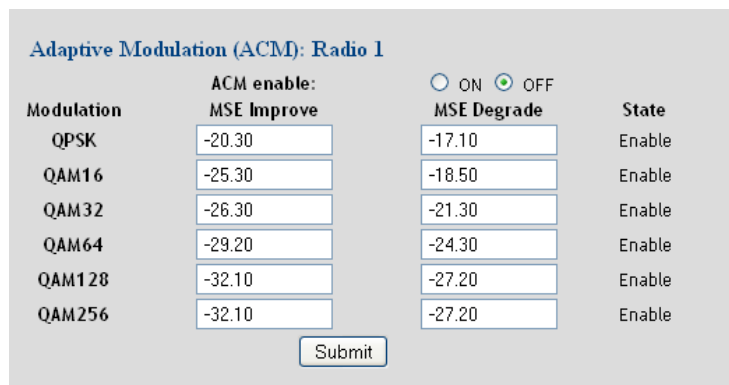 Adaptive Modulation (ACM): Radio 1
ACM enable: ON OFF
Modulation MSE Improve MSE Degrade State
QPSK -20.30 -17.10 Enable
QAM16 -25.30 -18.50 Enable
QAM32 -26.30 -21.30 Enable
QAM64 -29.20 -24.30 Enable
QAM128 -32.10 -27.20 Enable
QAM256 -32.10 -27.20 Enable
Submit